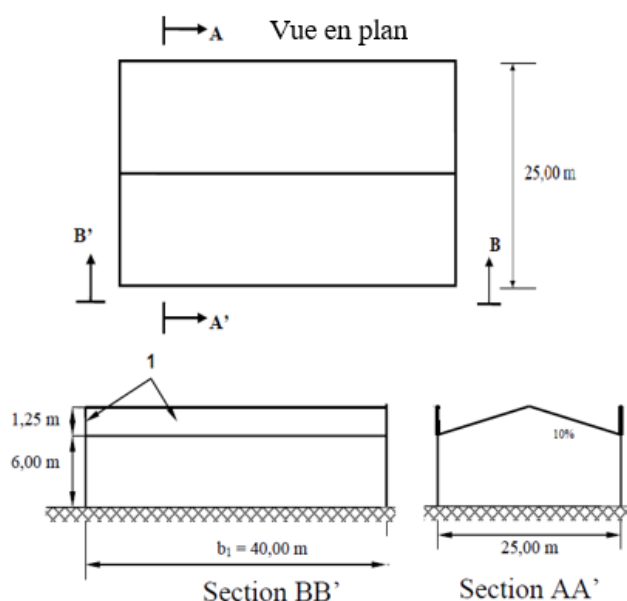 A
Vue en plan
25,00 m
B'
B
A'
1
1,25 m
6,00 m
10%
b₁ = 40,00 m
25,00 m
Section BB'
Section AA'